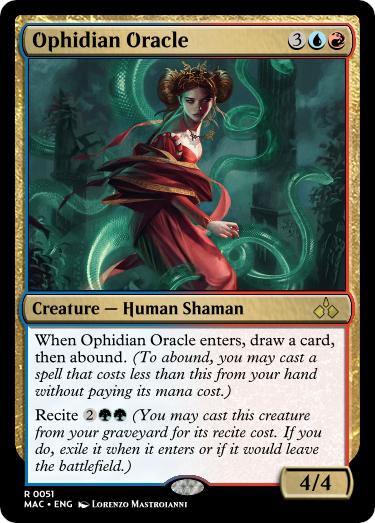 Ophidian Oracle 3
Creature — Human Shaman
When Ophidian Oracle enters, draw a card,
then abound. (To abound, you may cast a
spell that costs less than this from your hand
without paying its mana cost.)
Recite 2 (You may cast this creature
from your graveyard for its recite cost. If you
do, exile it when it enters or if it would leave
the battlefield.)
4/4
R 0051
MAC • ENG Lorenzo Mastroianni